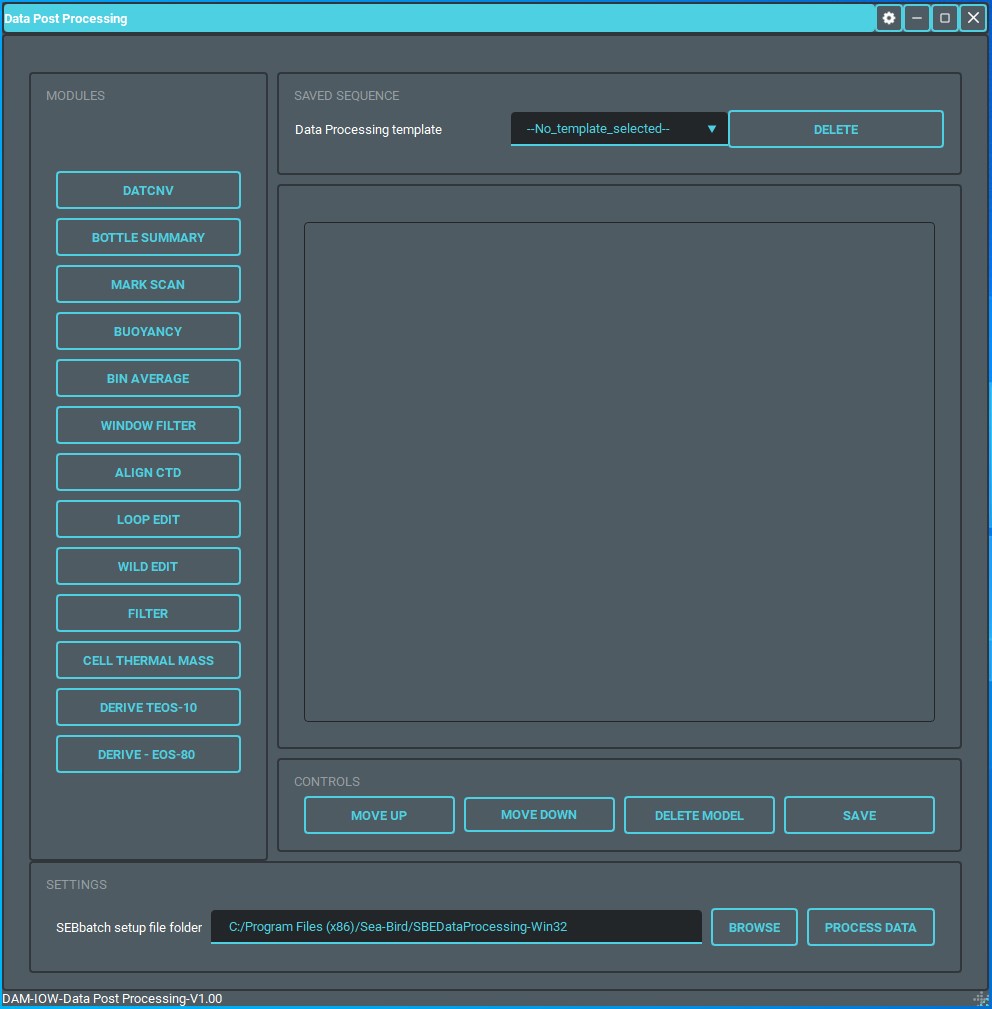 Data Post Processing
MODULES
DATCNV
BOTTLE SUMMARY
MARK SCAN
BUOYANCY
BIN AVERAGE
WINDOW FILTER
ALIGN CTD
LOOP EDIT
WILD EDIT
FILTER
CELL THERMAL MASS
DERIVE TEOS-10
DERIVE - EOS-80
SAVED SEQUENCE
Data Processing template
--No_template_selected--
DELETE
CONTROLS
MOVE UP
MOVE DOWN
DELETE MODEL
SAVE
SETTINGS
SEBbatch setup file folder
C:/Program Files (x86)/Sea-Bird/SBEDataProcessing-Win32
BROWSE
PROCESS DATA
DAM-IOW-Data Post Processing-V1.00